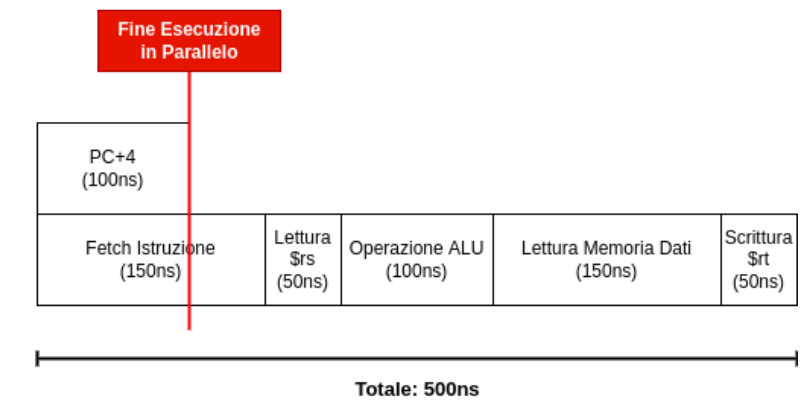 Fine Esecuzione
in Parallelo
PC+4
(100ns)
Fetch Istruzione
(150ns)
Lettura
$rs
(50ns)
Operazione ALU
(100ns)
Lettura Memoria Dati
(150ns)
Scrittura
$rt
(50ns)
Totale: 500ns